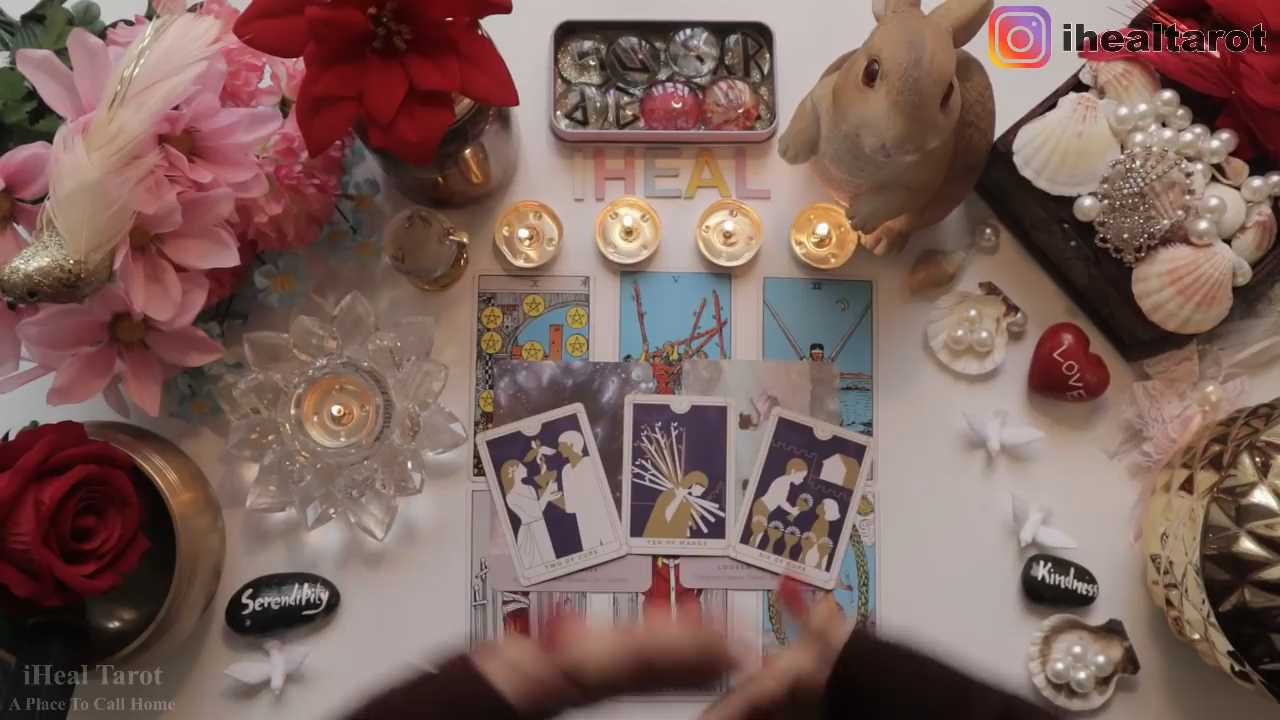 ihealtarot
iHEAL
V
II
TWO OF CUPS
TEN OF WANDS
SIX OF CUPS
LOVE
Serendipity
Kindness
iHeal Tarot
A Place To Call Home